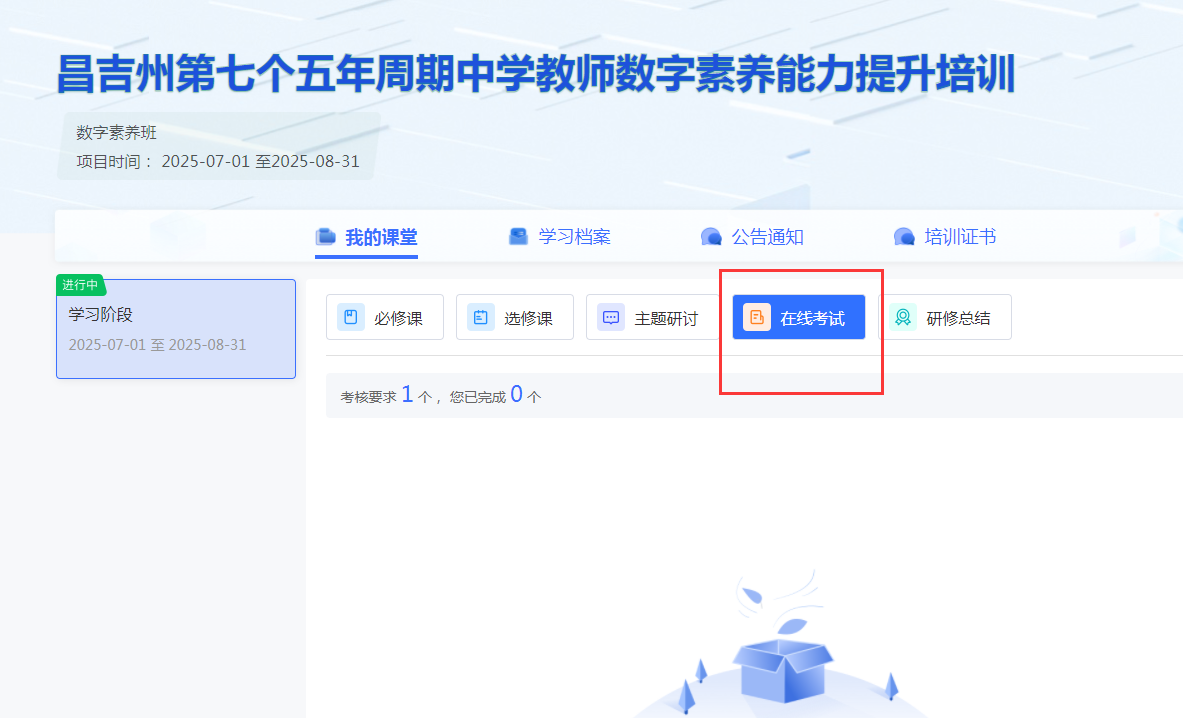 昌吉州第七个五年周期中学教师数字素养能力提升培训
数字素养班
项目时间： 2025-07-01 至2025-08-31
我的课堂 学习档案 公告通知 培训证书
进行中
学习阶段
2025-07-01 至 2025-08-31
必修课 选修课 主题研讨 在线考试 研修总结
考核要求 1 个， 您已完成 0 个